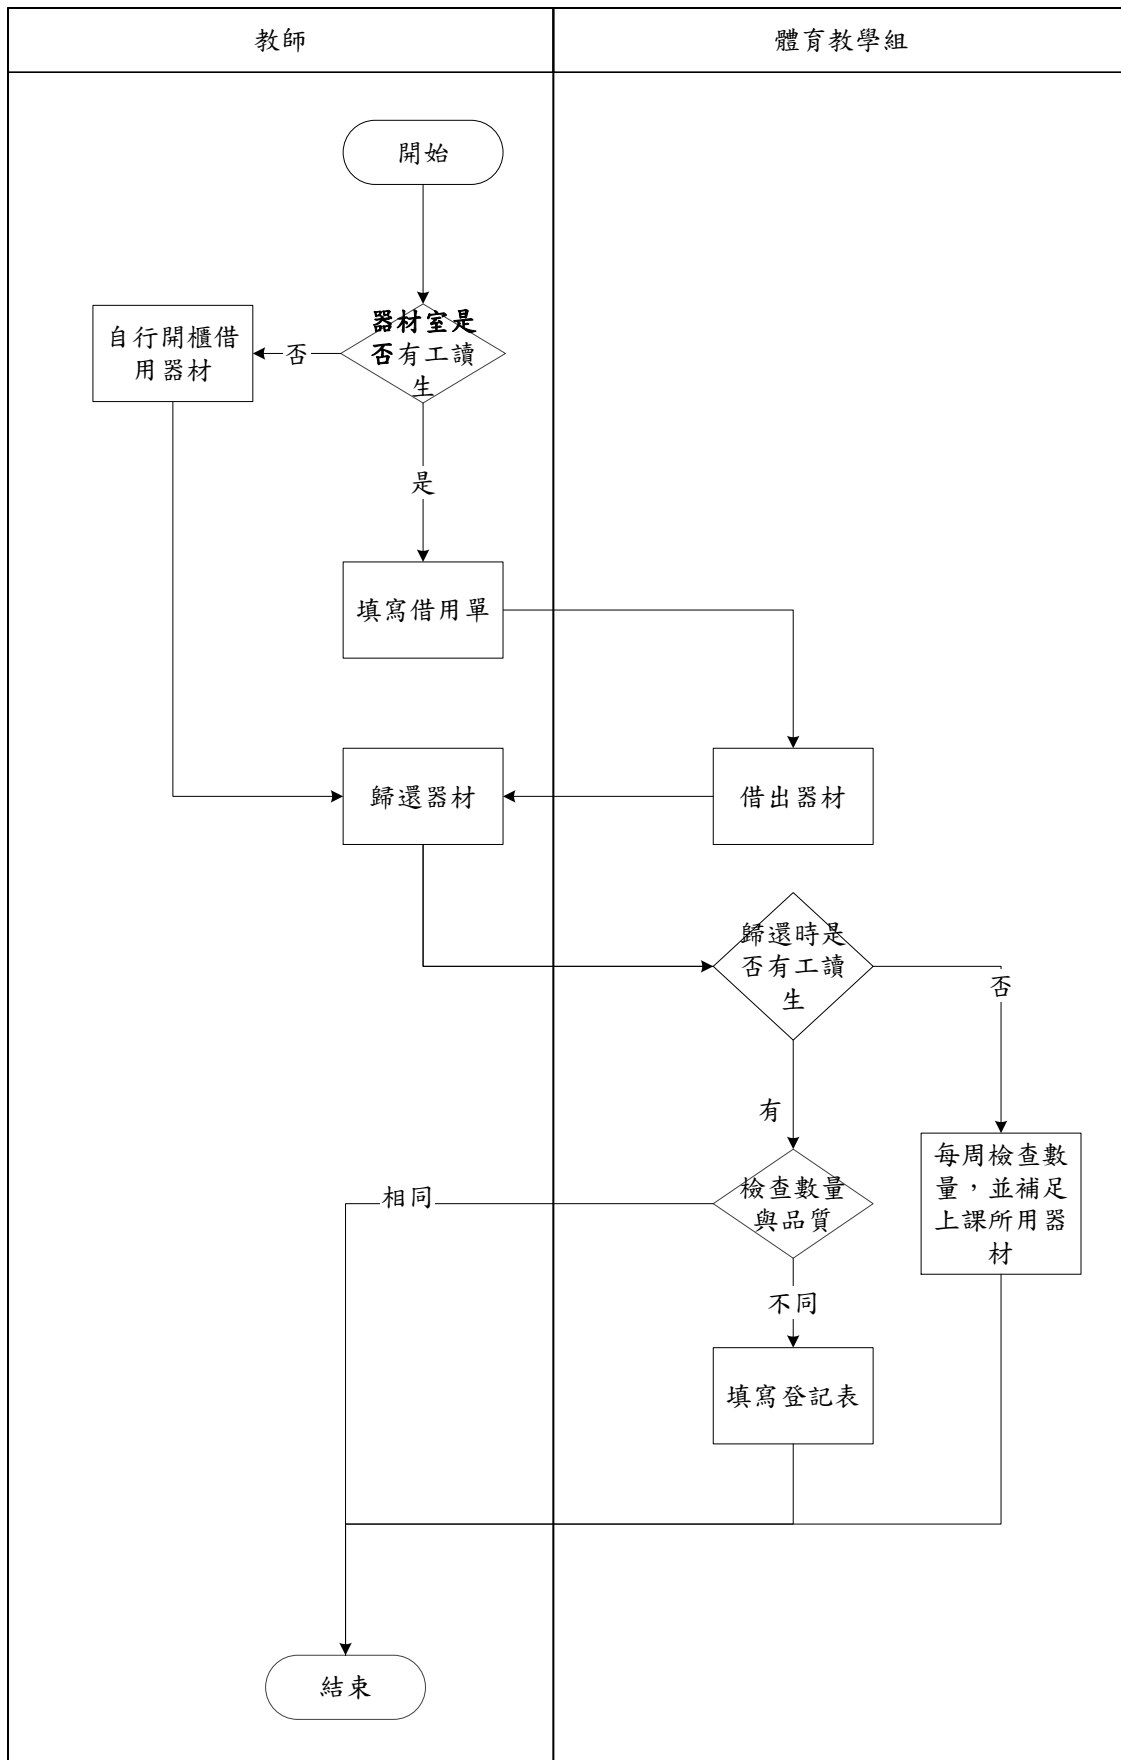 教師
體育教學組
開始
器材室是
否有工讀
生
否
自行開櫃借
用器材
是
填寫借用單
歸還器材
借出器材
歸還時是
否有工讀
生
否
有
每周檢查數
量，並補足
上課所用器
材
檢查數量
與品質
相同
不同
填寫登記表
結束